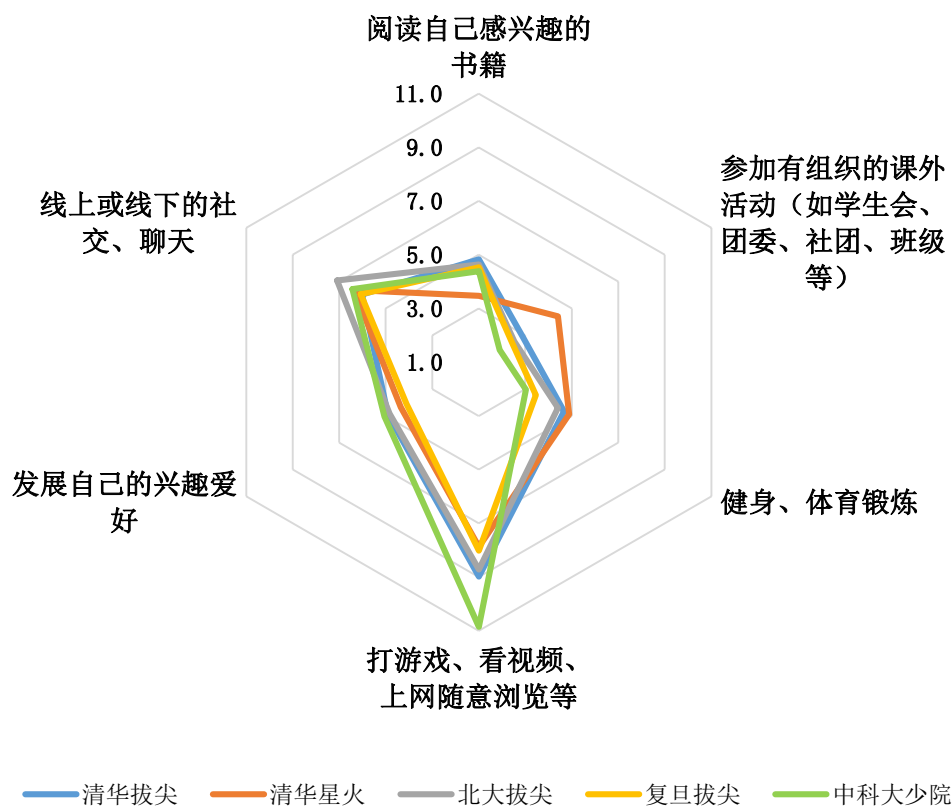 阅读自己感兴趣的
书籍
11.0
9.0
7.0
5.0
3.0
1.0
参加有组织的课外
活动（如学生会、
团委、社团、班级
等）
线上或线下的社
交、聊天
发展自己的兴趣爱
好
健身、体育锻炼
打游戏、看视频、
上网随意浏览等
清华拔尖 清华星火 北大拔尖 复旦拔尖 中科大少院